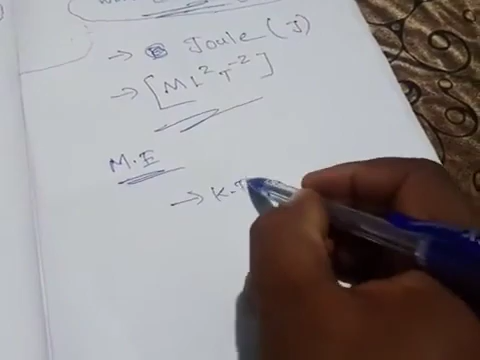 → Joule (J)
→ [ML²T⁻²]
M.E
→ K.